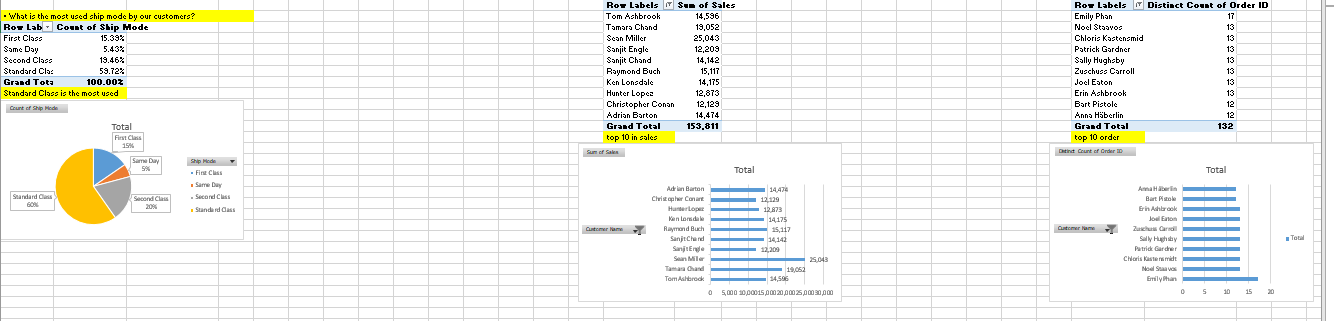 • What is the most used ship mode by our customers?
Row Lab Count of Ship Mode
First Class 15.39%
Same Day 5.43%
Second Class 19.46%
Standard Clas 59.72%
Grand Tota 100.00%
Standard Class is the most used
Count of Ship Mode
Total
First Class
15%
Same Day
5%
Second Class
20%
Standard Class
60%
Ship Mode
First Class
Same Day
Second Class
Standard Class
Row Labels Sum of Sales
Tom Ashbrook 14,596
Tamara Chand 19,052
Sean Miller 25,043
Sanjit Engle 12,209
Sanjit Chand 14,142
Raymond Buch 15,117
Ken Lonsdale 14,175
Hunter Lopez 12,873
Christopher Conan 12,129
Adrian Barton 14,474
Grand Total 153,811
top 10 in sales
Sum of Sales
Total
Adrian Barton 14,474
Christopher Conant 12,129
Hunter Lopez 12,873
Ken Lonsdale 14,175
Raymond Buch 15,117
Sanjit Chand 14,142
Sanjit Engle 12,209
Sean Miller 25,043
Tamara Chand 19,052
Tom Ashbrook 14,596
Customer Name
0 5,000 10,000 15,000 20,000 25,000 30,000
Row Labels Distinct Count of Order ID
Emily Phan 17
Noel Staavos 13
Chloris Kastensmid 13
Patrick Gardner 13
Sally Hughsby 13
Zuschuss Carroll 13
Joel Eaton 13
Erin Ashbrook 13
Bart Pistole 12
Anna Häberlin 12
Grand Total 132
top 10 order
Distinct Count of Order ID
Total
Anna Häberlin
Bart Pistole
Erin Ashbrook
Joel Eaton
Zuschuss Carroll
Sally Hughsby
Patrick Gardner
Chloris Kastensmidt
Noel Staavos
Emily Phan
Customer Name
Total
0 5 10 15 20